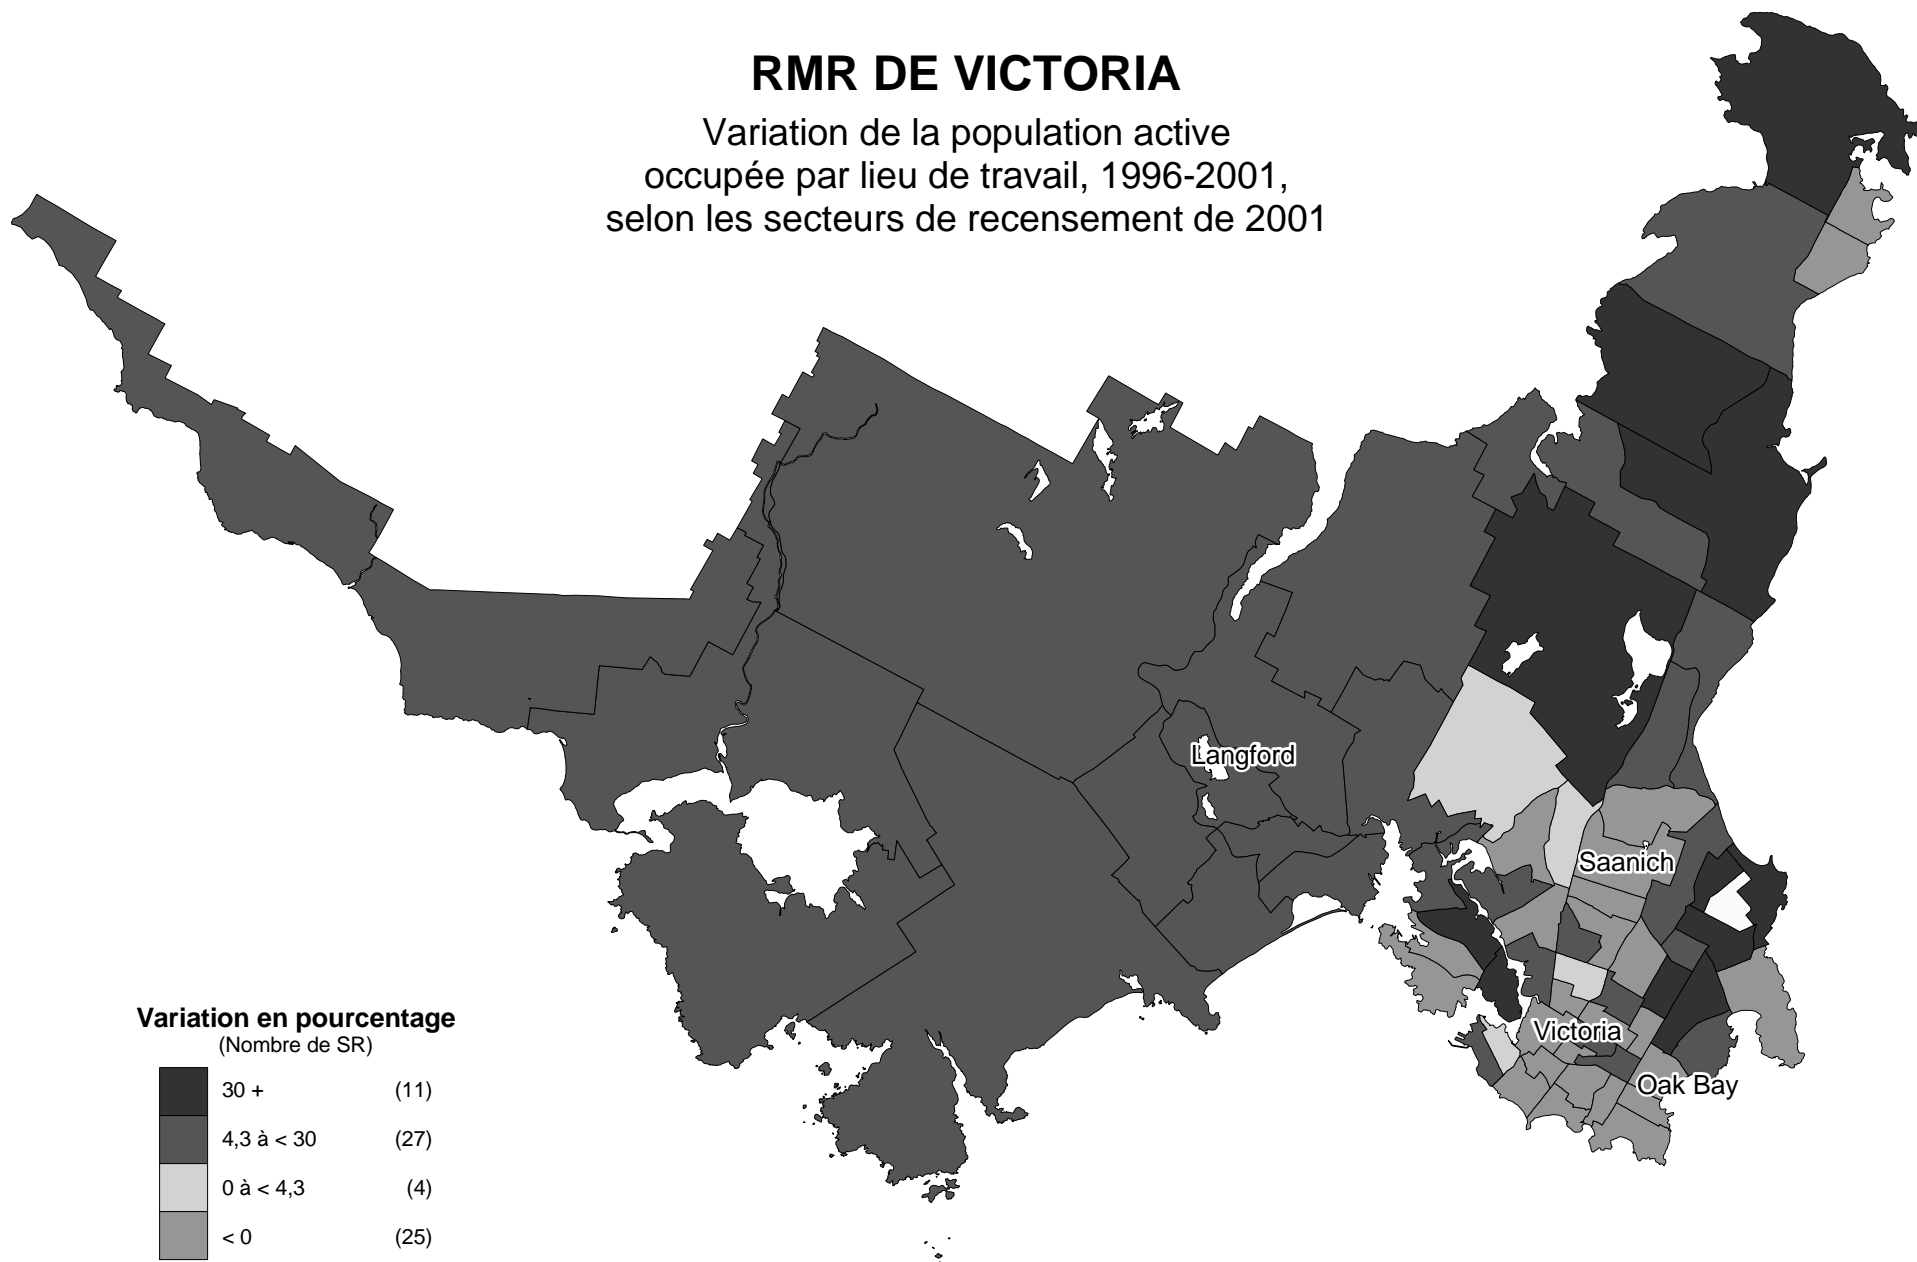 RMR DE VICTORIA
Variation de la population active
occupée par lieu de travail, 1996-2001,
selon les secteurs de recensement de 2001
Langford
Saanich
Victoria
Oak Bay
Variation en pourcentage
(Nombre de SR)
30 + (11)
4,3 à < 30 (27)
0 à < 4,3 (4)
< 0 (25)